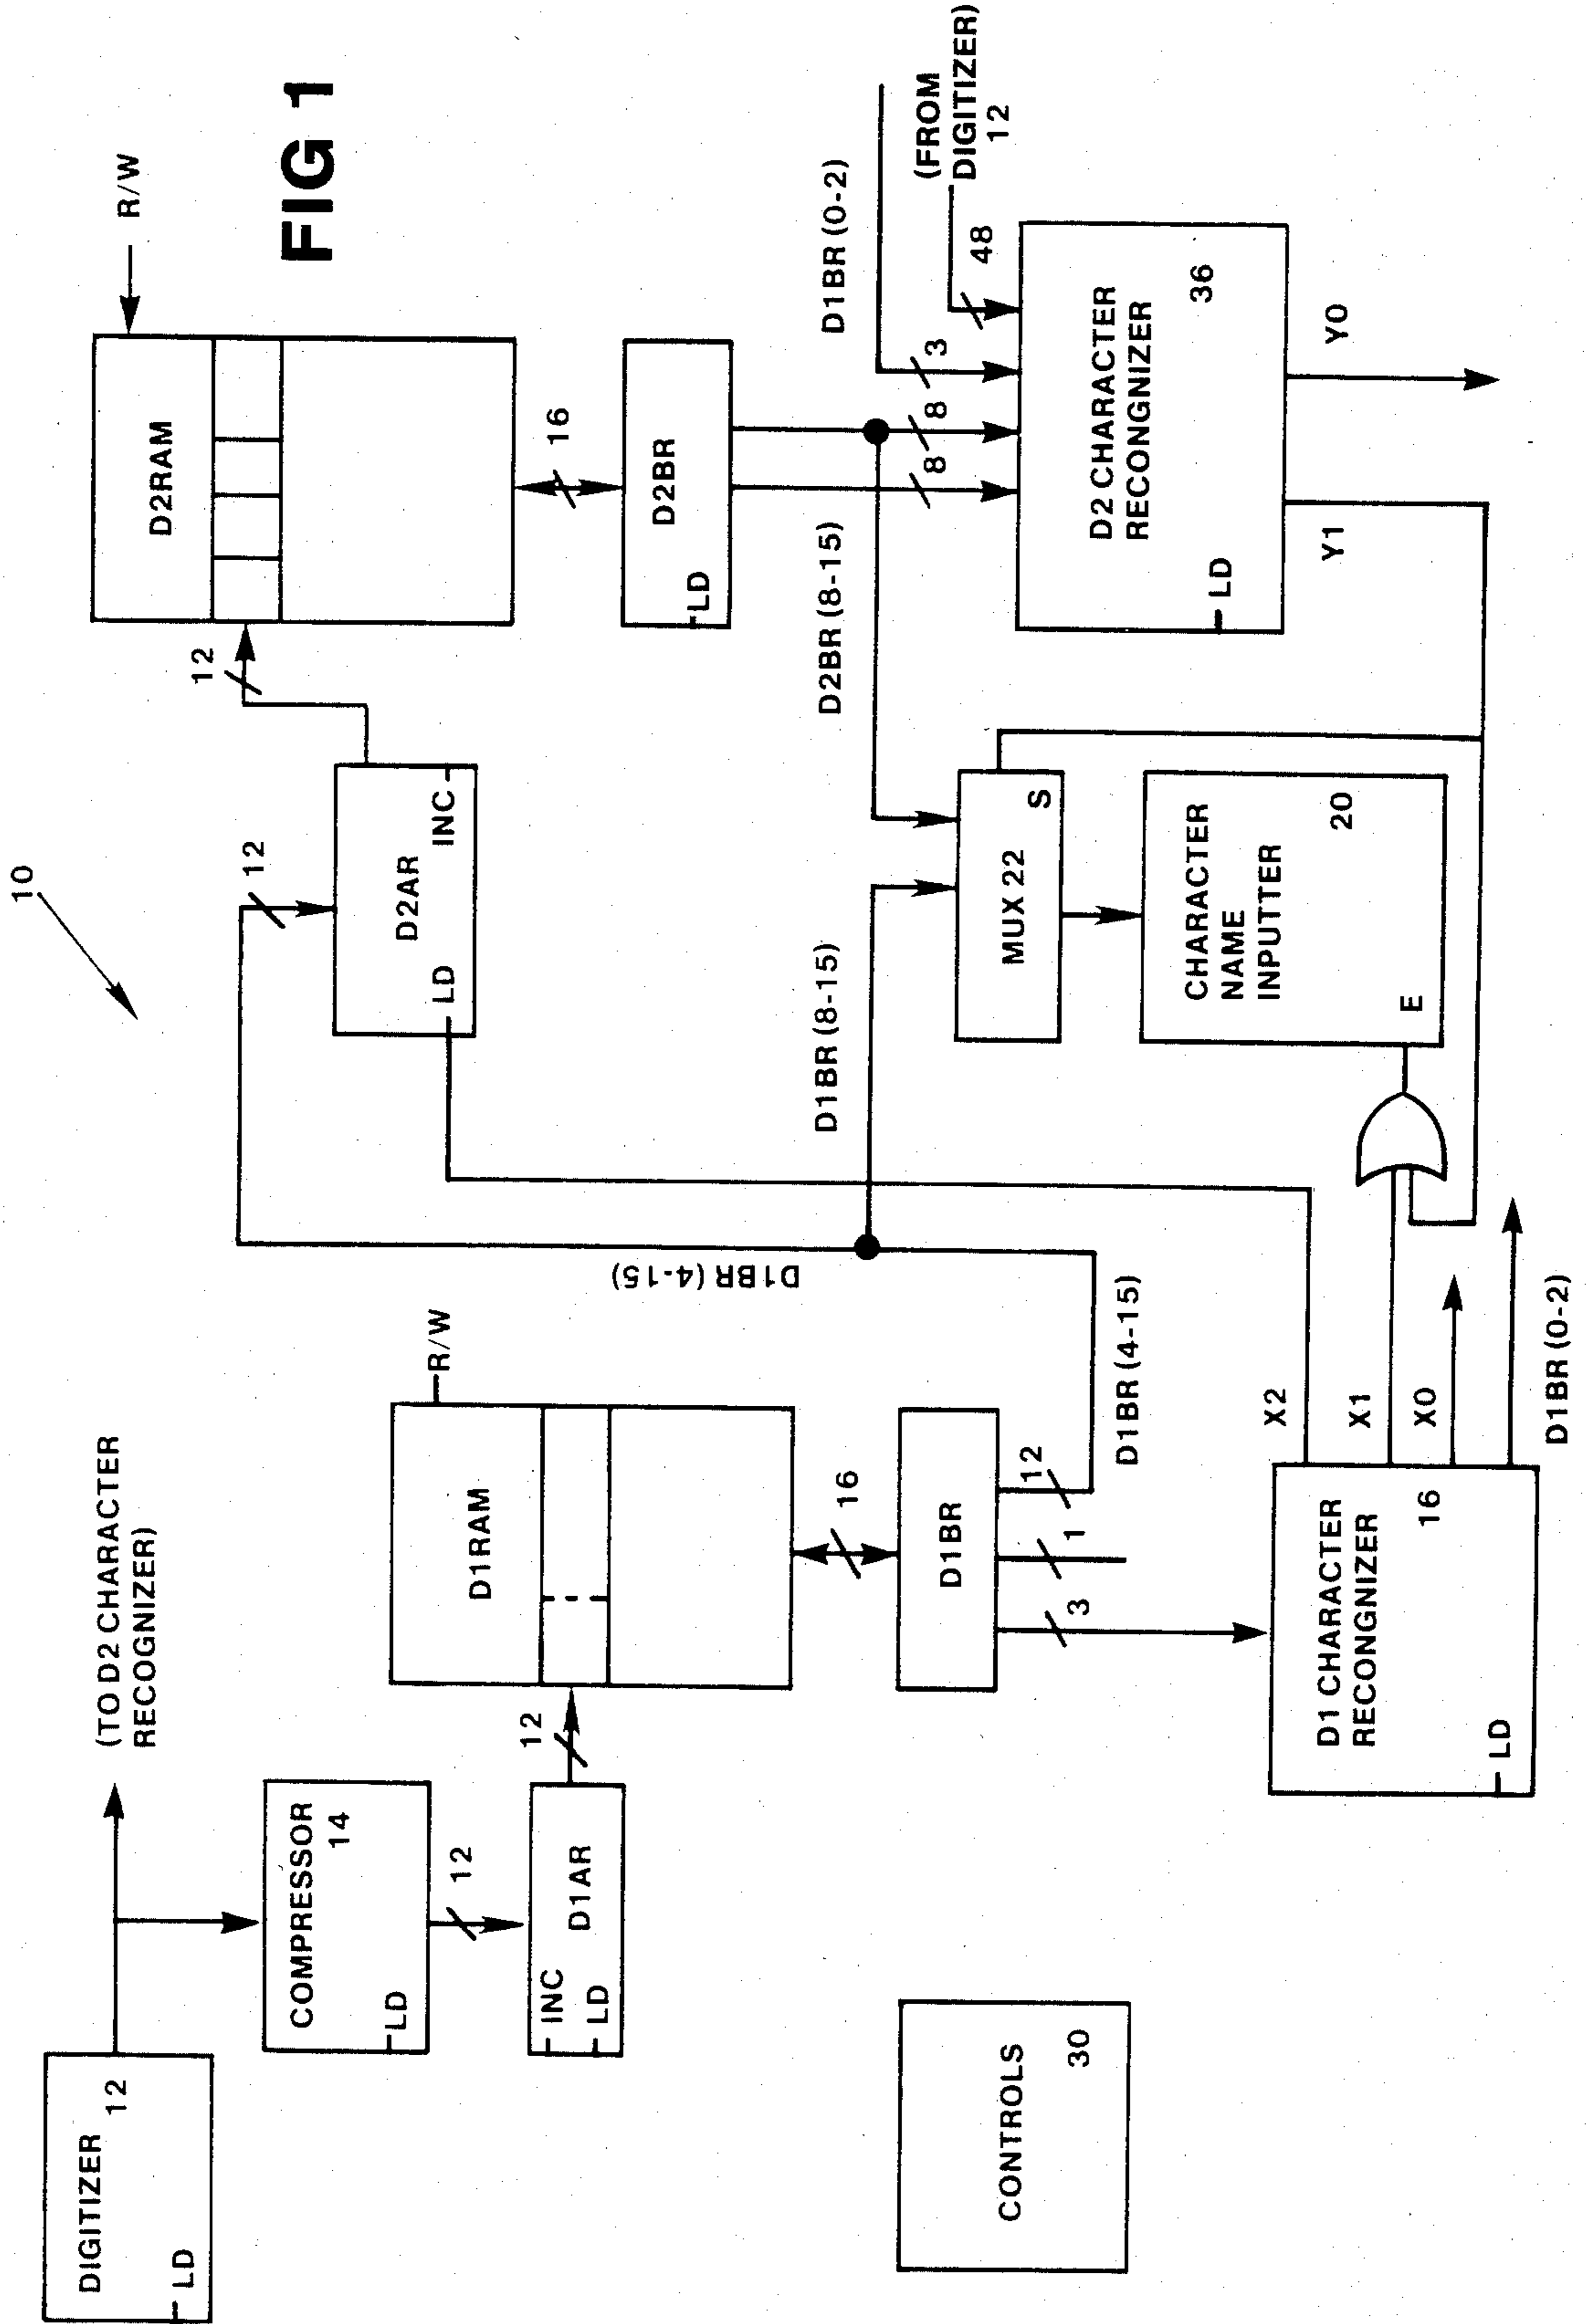 FIG 1
10
DIGITIZER
12
LD
(TO D2 CHARACTER
RECOGNIZER)
COMPRESSOR
14
LD
12
INC
LD
D1AR
12
D1RAM
R/W
16
D1BR
3
1
12
D1BR (4-15)
D1BR (4-15)
D1 CHARACTER
RECONGNIZER
16
LD
X2
X1
X0
D1BR (0-2)
CONTROLS
30
12
D2AR
LD
INC
12
D2RAM
R/W
16
D2BR
LD
D1BR (8-15)
D2BR (8-15)
MUX 22
S
CHARACTER
NAME
INPUTTER
20
E
8
8
3
48
D1BR (0-2)
(FROM
DIGITIZER)
12
D2 CHARACTER
RECONGNIZER
36
LD
Y1
Y0